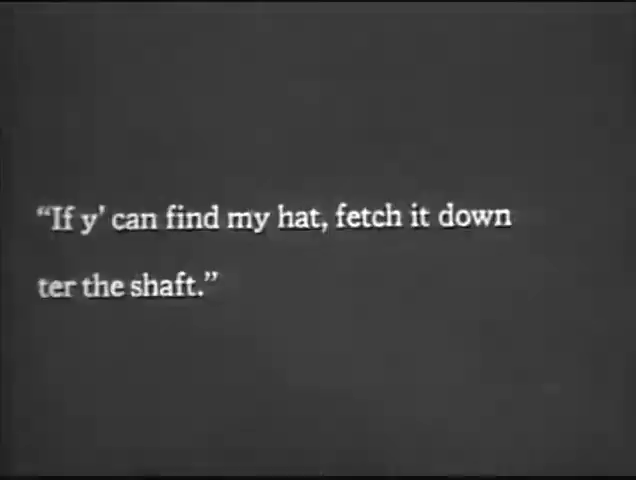 “If y’ can find my hat, fetch it down
ter the shaft.”